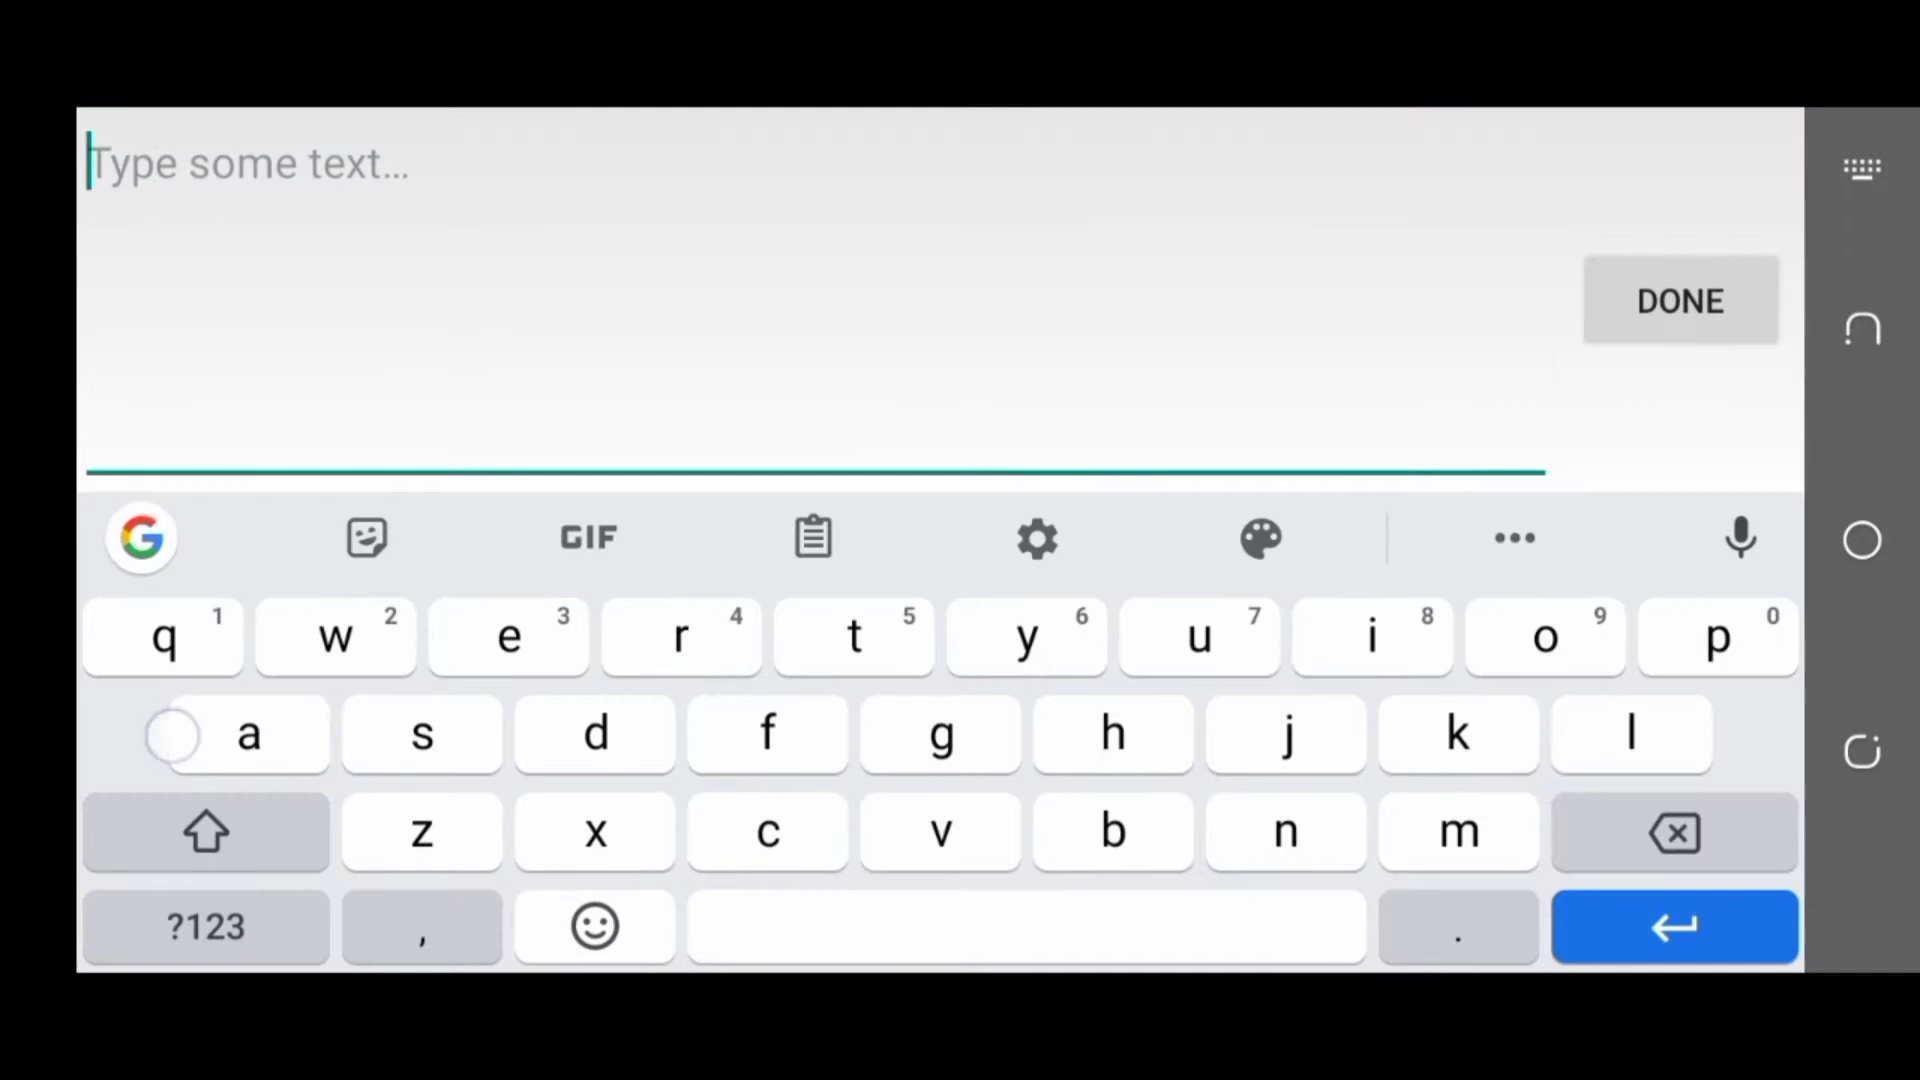 Type some text...
DONE
G GIF
q 1 w 2 e 3 r 4 t 5 y 6 u 7 i 8 o 9 p 0
a s d f g h j k l
z x c v b n m
?123 , .